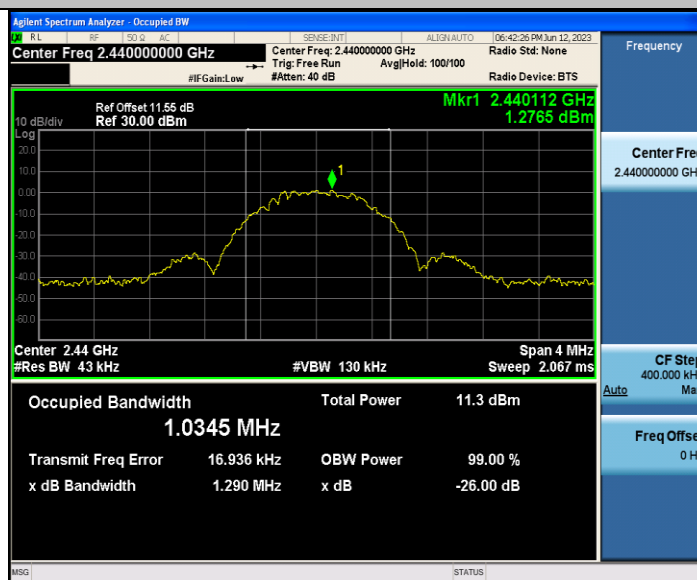 Agilent Spectrum Analyzer - Occupied BW
RL RF 50 Ω AC SENSE:INT ALIGN AUTO 06:42:26 PM Jun 12, 2023
Center Freq 2.440000000 GHz
Center Freq: 2.440000000 GHz Radio Std: None
Trig: Free Run Avg|Hold: 100/100
#IFGain:Low #Atten: 40 dB Radio Device: BTS
Ref Offset 11.55 dB
10 dB/div Ref 30.00 dBm
Mkr1 2.440112 GHz
1.2765 dBm
Log
20.0
10.0
1
0.00
-10.0
-20.0
-30.0
-40.0
-50.0
-60.0
Center 2.44 GHz Span 4 MHz
#Res BW 43 kHz #VBW 130 kHz Sweep 2.067 ms
Occupied Bandwidth Total Power 11.3 dBm
1.0345 MHz
Transmit Freq Error 16.936 kHz OBW Power 99.00 %
x dB Bandwidth 1.290 MHz x dB -26.00 dB
MSG STATUS
Frequency
Center Fre
2.440000000 GH
CF Step
400.000 kH
Auto Ma
Freq Offse
0 H